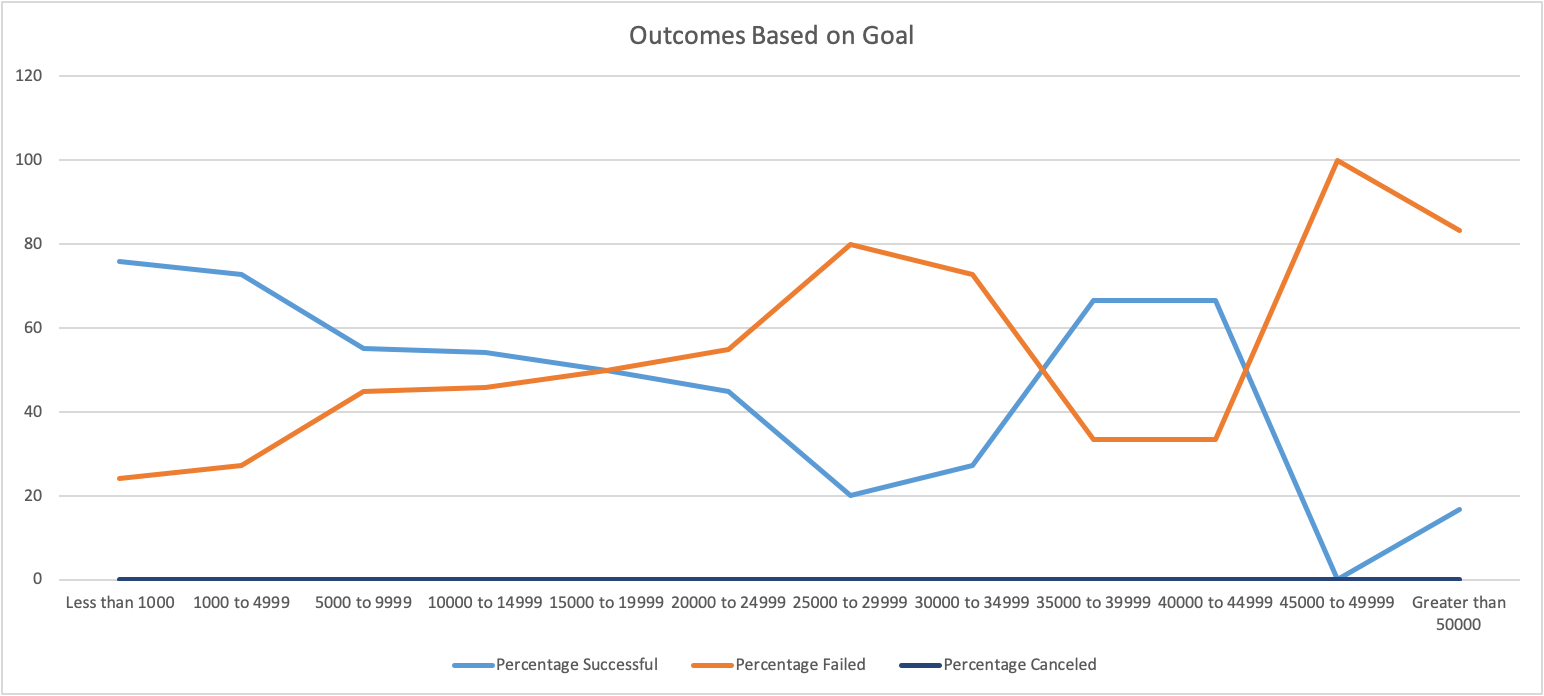 Outcomes Based on Goal
120
100
80
60
40
20
0
Less than 1000 1000 to 4999 5000 to 9999 10000 to 14999 15000 to 19999 20000 to 24999 25000 to 29999 30000 to 34999 35000 to 39999 40000 to 44999 45000 to 49999 Greater than
50000
Percentage Successful Percentage Failed Percentage Canceled